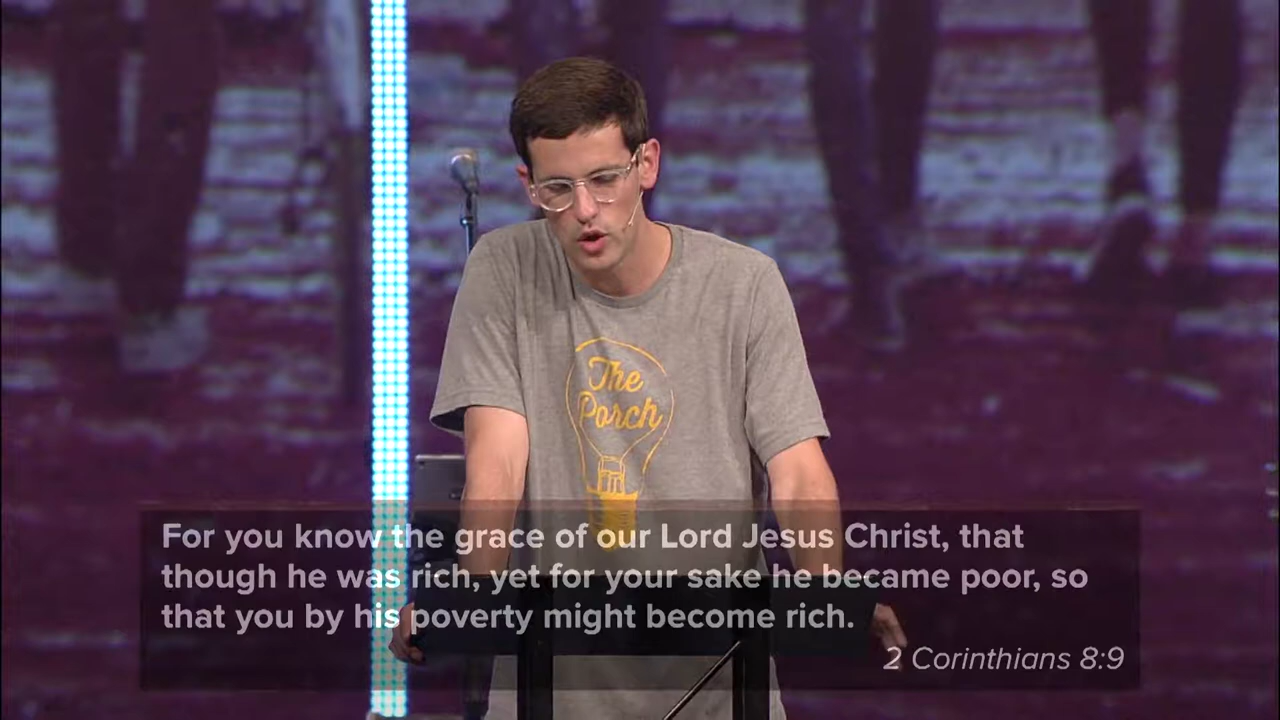 The
Porch
For you know the grace of our Lord Jesus Christ, that
though he was rich, yet for your sake he became poor, so
that you by his poverty might become rich.
2 Corinthians 8:9